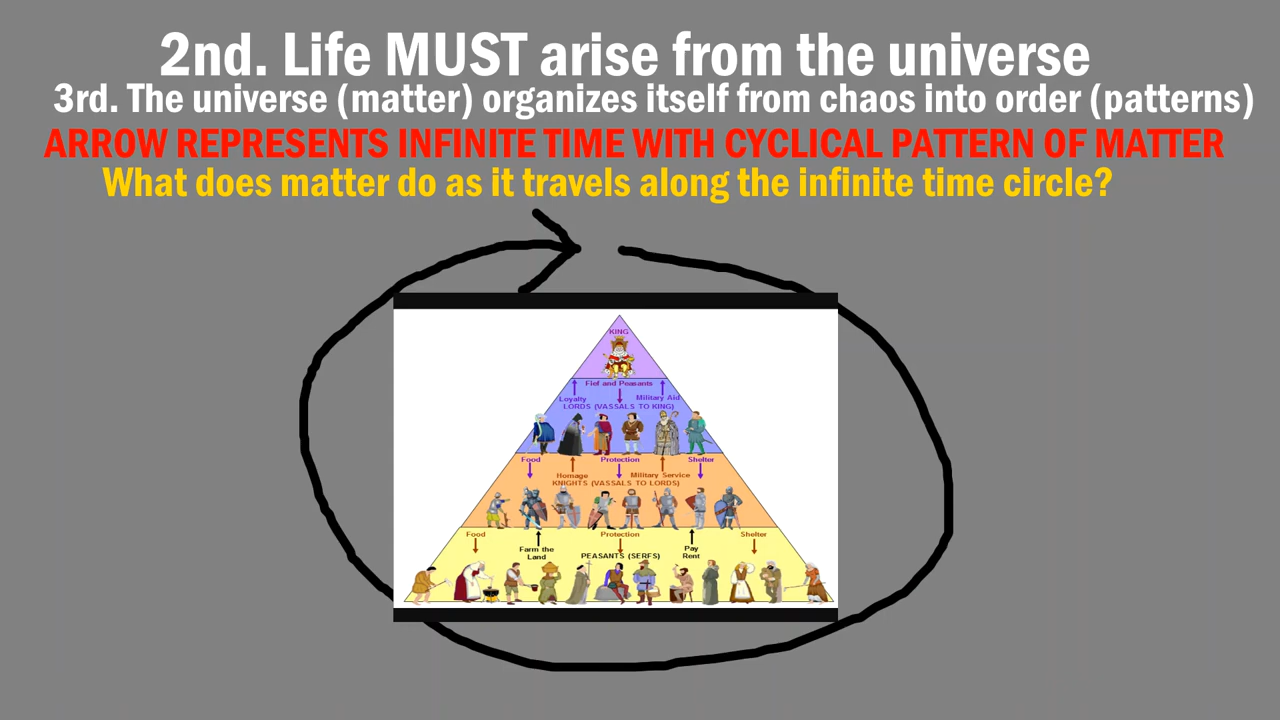 2nd. Life MUST arise from the universe
3rd. The universe (matter) organizes itself from chaos into order (patterns)
ARROW REPRESENTS INFINITE TIME WITH CYCLICAL PATTERN OF MATTER
What does matter do as it travels along the infinite time circle?
KING
Fief and Peasants
Loyalty
Military Aid
LORDS (VASSALS TO KING)
Food
Protection
Shelter
Homage
Military Service
KNIGHTS (VASSALS TO LORDS)
Food
Protection
Shelter
Farm the
Land
PEASANTS (SERFS)
Pay
Rent